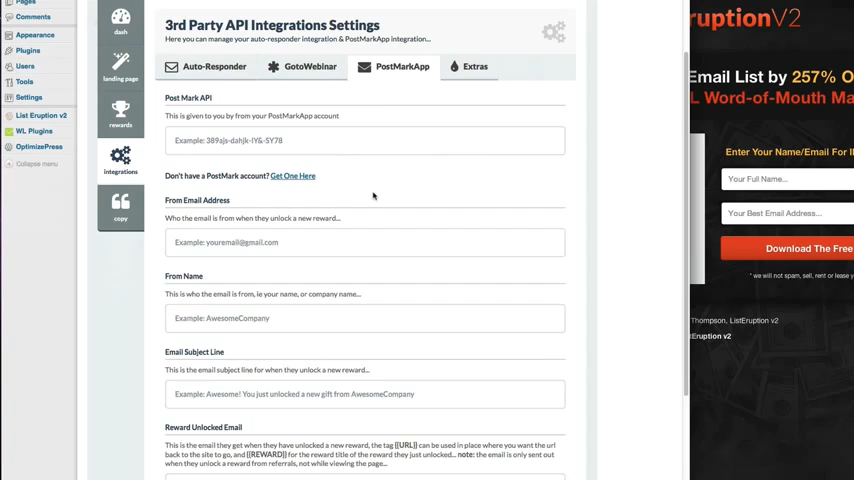 Pages
Comments
Appearance
Plugins
Users
Tools
Settings
List Eruption v2
WL Plugins
OptimizePress
Collapse menu
dash
landing page
rewards
integrations
copy
3rd Party API Integrations Settings
Here you can manage your auto-responder integration & PostMarkApp integration...
Auto-Responder
GotoWebinar
PostMarkApp
Extras
Post Mark API
This is given to you by from your PostMarkApp account
Example: 389ajs-dahjk-IY&-SY78
Don't have a PostMark account? Get One Here
From Email Address
Who the email is from when they unlock a new reward...
Example: youremail@gmail.com
From Name
This is who the email is from, ie your name, or company name...
Example: AwesomeCompany
Email Subject Line
This is the email subject line for when they unlock a new reward...
Example: Awesome! You just unlocked a new gift from AwesomeCompany
Reward Unlocked Email
This is the email they get when they have unlocked a new reward, the tag {{URL}} can be used in place where you want the url
back to the site to go, and {{REWARD}} for the reward title of the reward they just unlocked... note: the email is only sent out
when they unlock a reward from referrals, not while viewing the page...
ruptionV2
Email List by 257% O
L Word-of-Mouth Ma
Enter Your Name/Email For I
Your Full Name...
Your Best Email Address...
Download The Free
* we will not spam, sell, rent or lease y
Thompson, ListEruption v2
tEruption v2